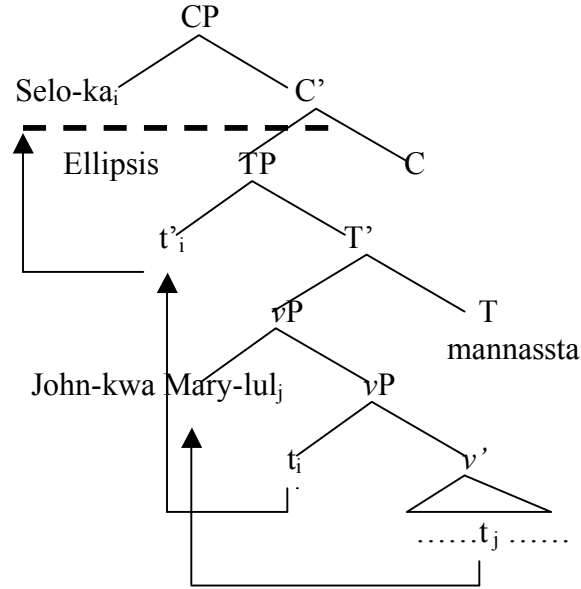 CP
Selo-kaᵢ C’
Ellipsis TP C
t’ᵢ T’
vP T
mannassta
John-kwa Mary-lulⱼ vP
tᵢ v’
......tⱼ ......